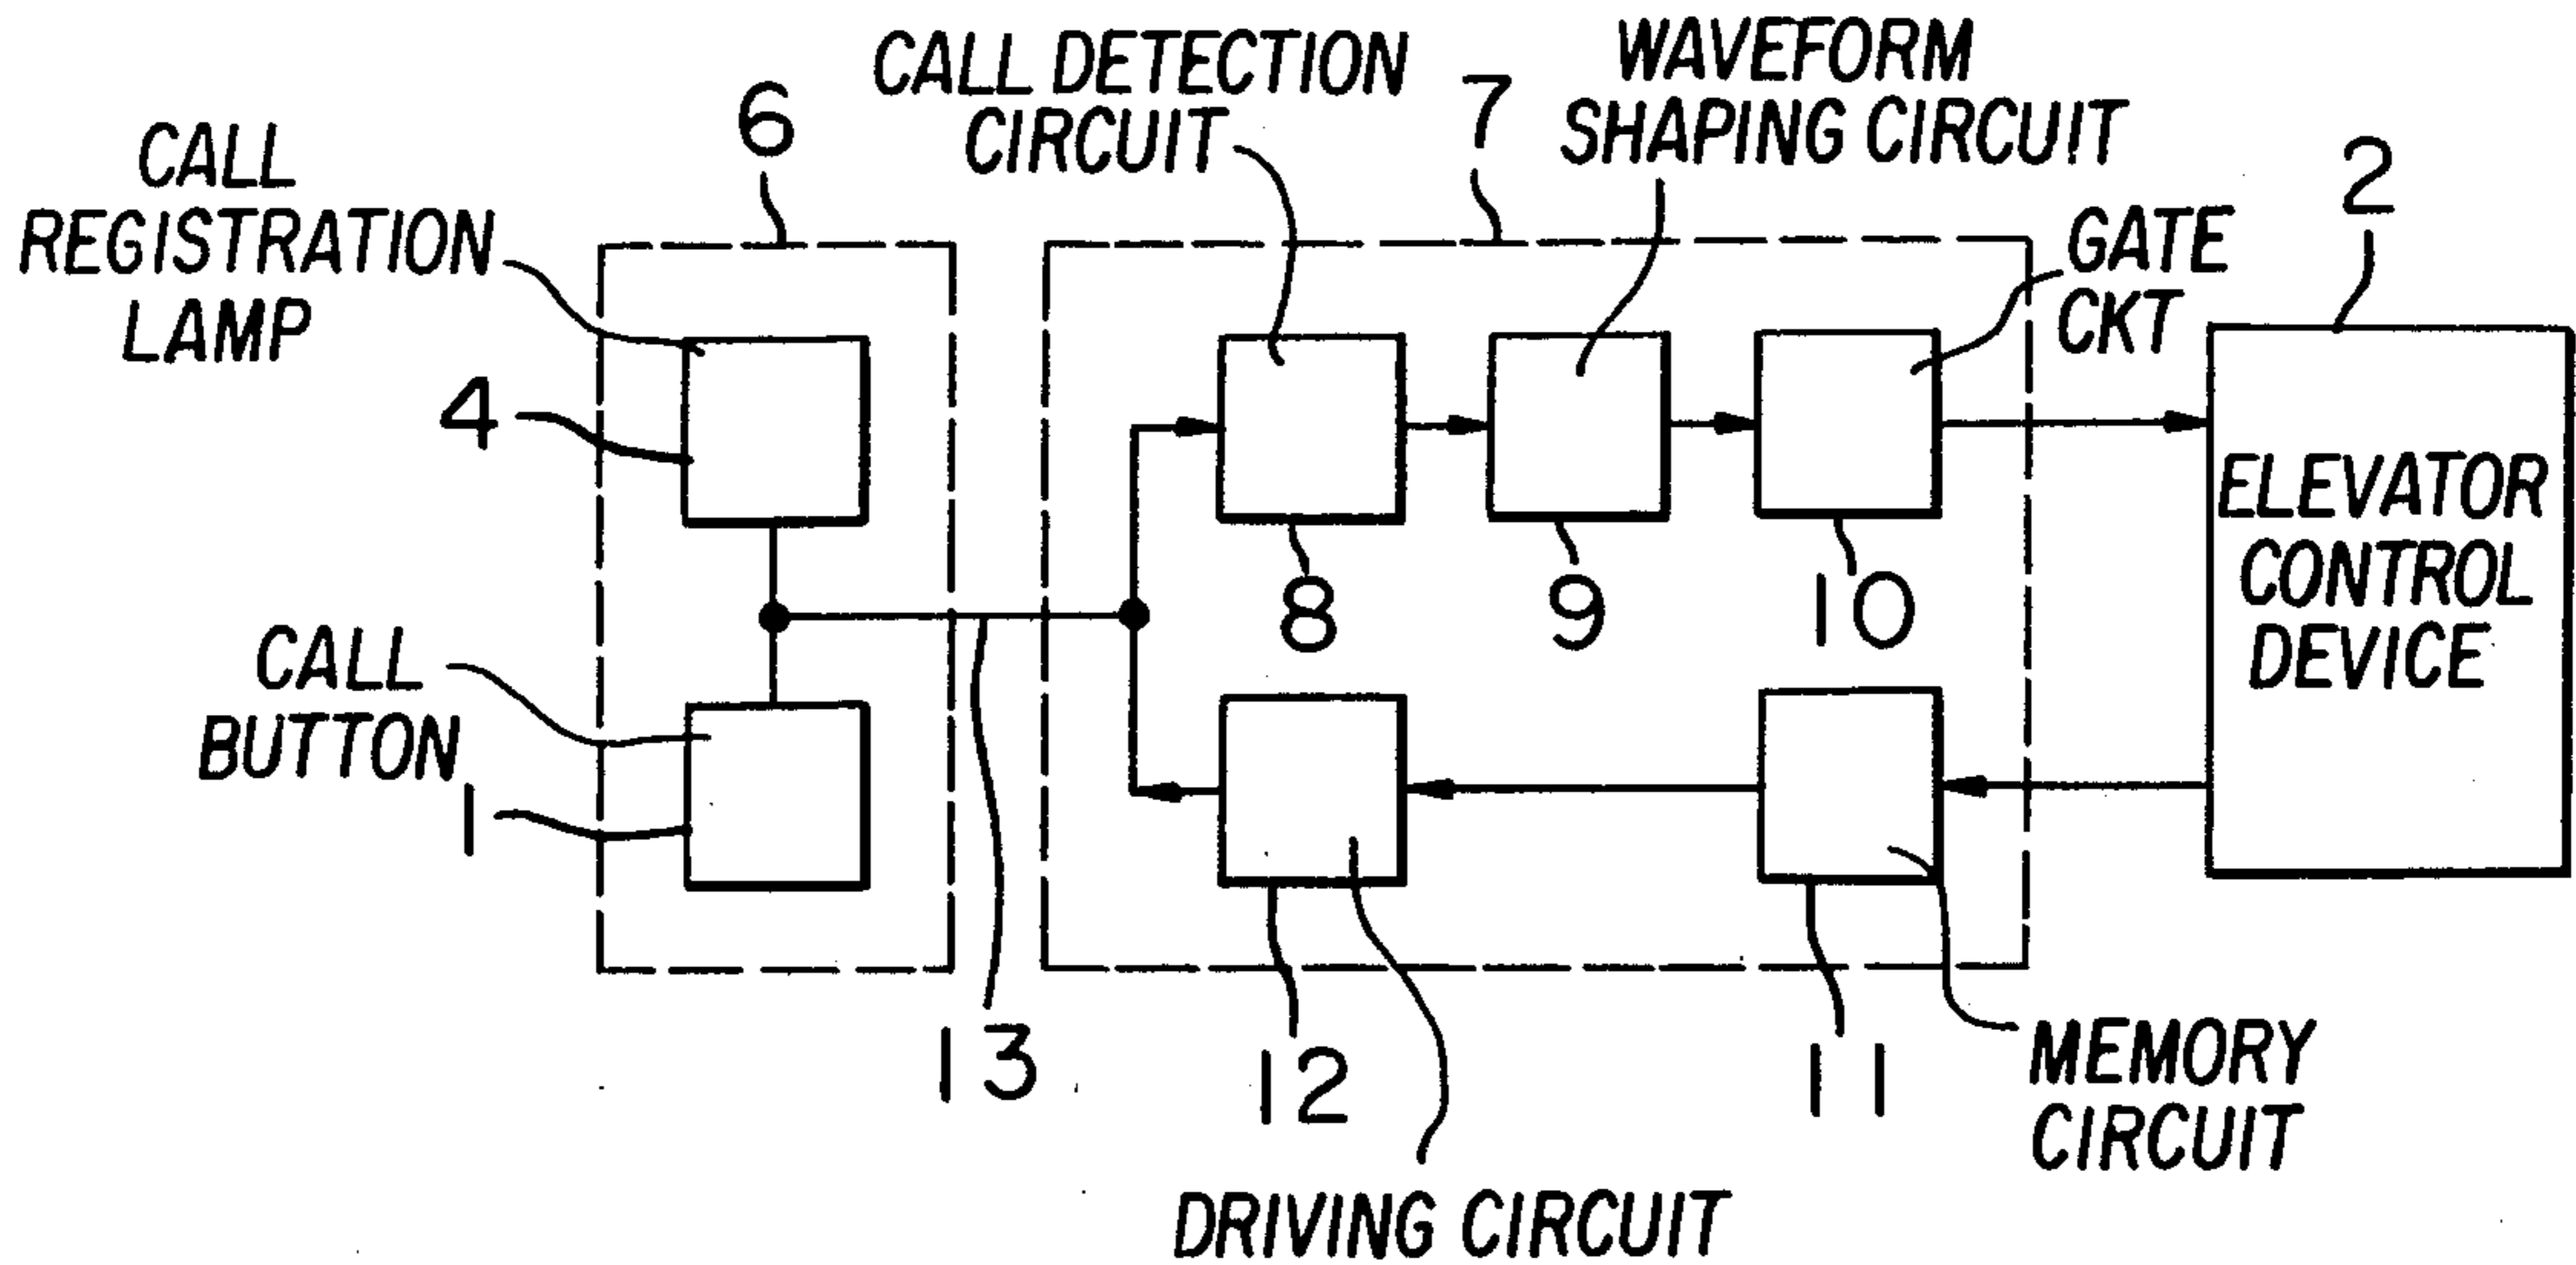 CALL DETECTION
CIRCUIT
WAVEFORM
SHAPING CIRCUIT
6
7
2
CALL
REGISTRATION
LAMP
GATE
CKT
4
ELEVATOR
CONTROL
DEVICE
8
9
10
CALL
BUTTON
1
13
12
11
MEMORY
CIRCUIT
DRIVING CIRCUIT